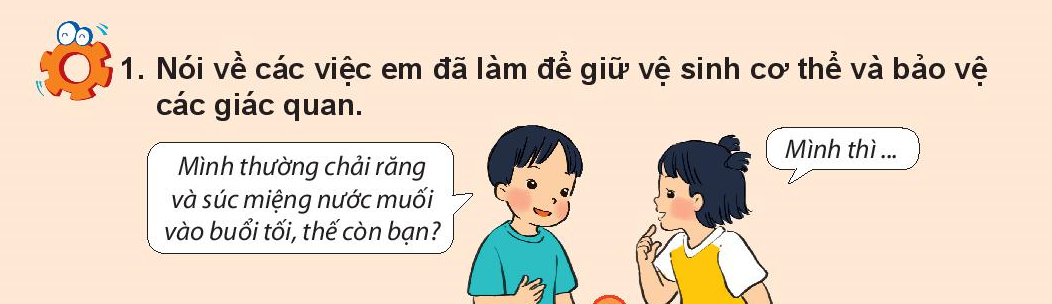 1. Nói về các việc em đã làm để giữ vệ sinh cơ thể và bảo vệ
các giác quan.
Mình thường chải răng
và súc miệng nước muối
vào buổi tối, thế còn bạn?
Mình thì ...